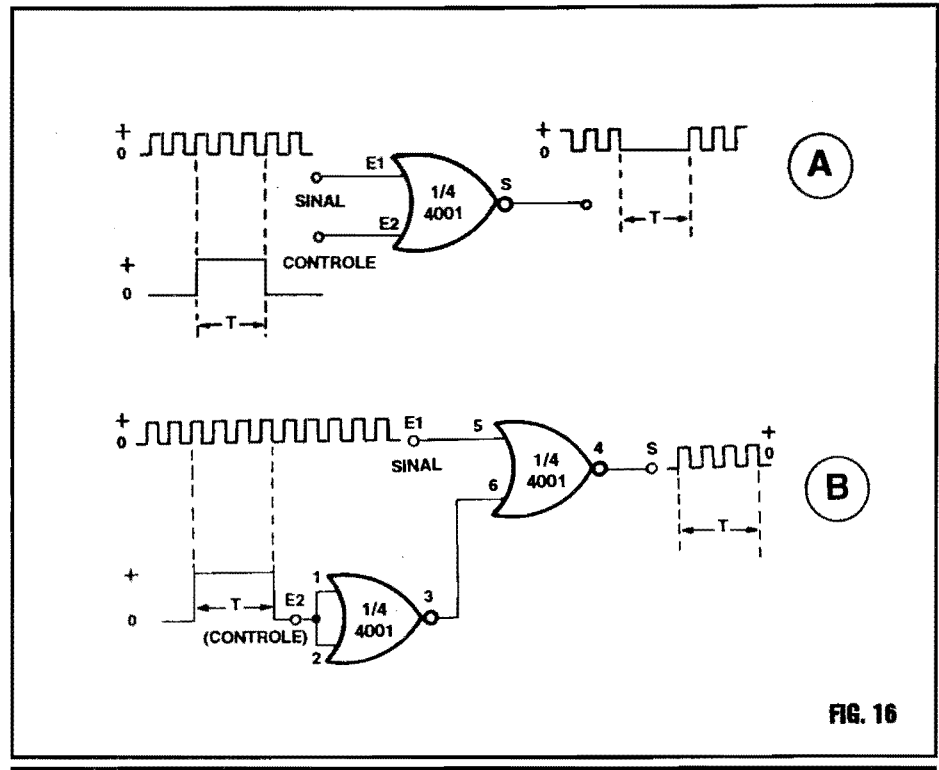 +
0
+
0
E1
SINAL
E2
CONTROLE
1/4
4001
S
+
0
T
T
A
+
0
E1
SINAL
5
6
1/4
4001
4
S
+
0
T
B
+
0
T
E2
(CONTROLE)
1
2
1/4
4001
3
FIG. 16